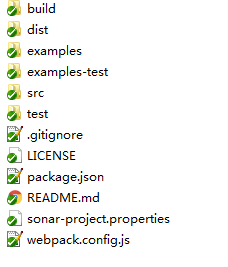 build
dist
examples
examples-test
src
test
.gitignore
LICENSE
package.json
README.md
sonar-project.properties
webpack.config.js